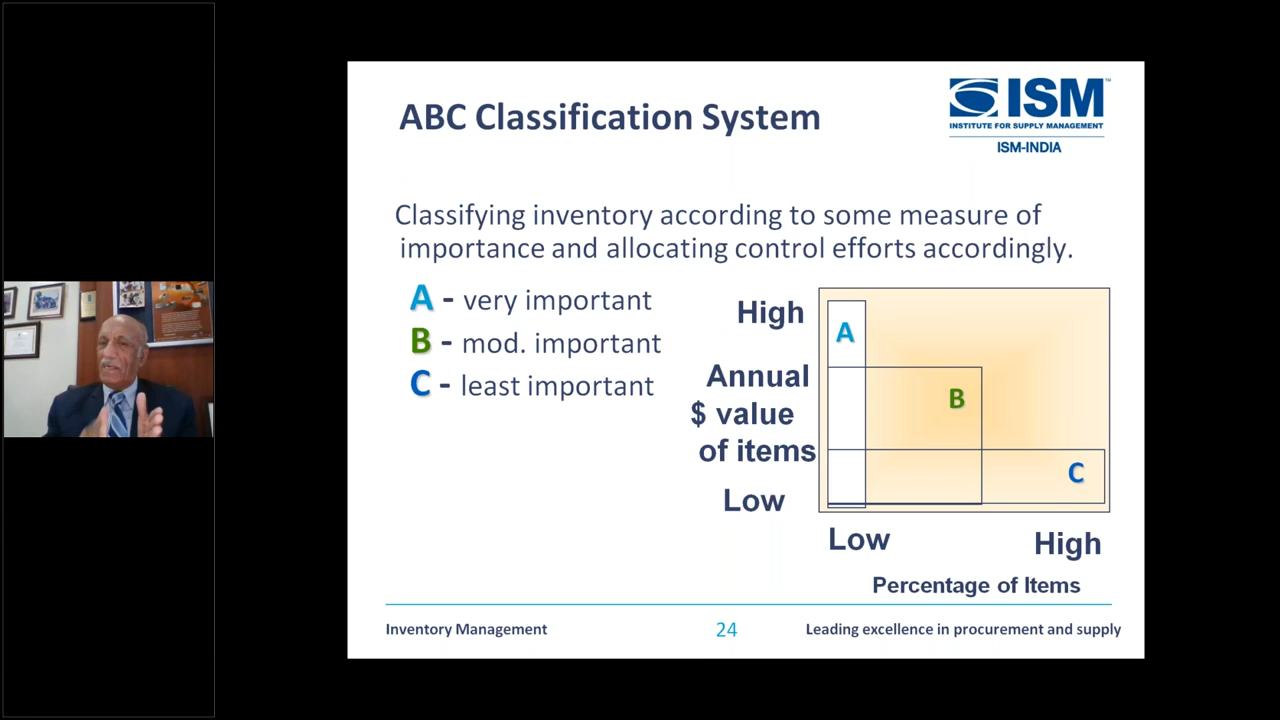 ABC Classification System
ISM™
INSTITUTE FOR SUPPLY MANAGEMENT
ISM-INDIA
Classifying inventory according to some measure of
importance and allocating control efforts accordingly.
A - very important
B - mod. important
C - least important
High
Annual
$ value
of items
Low
A
B
C
Low
High
Percentage of Items
Inventory Management
24
Leading excellence in procurement and supply